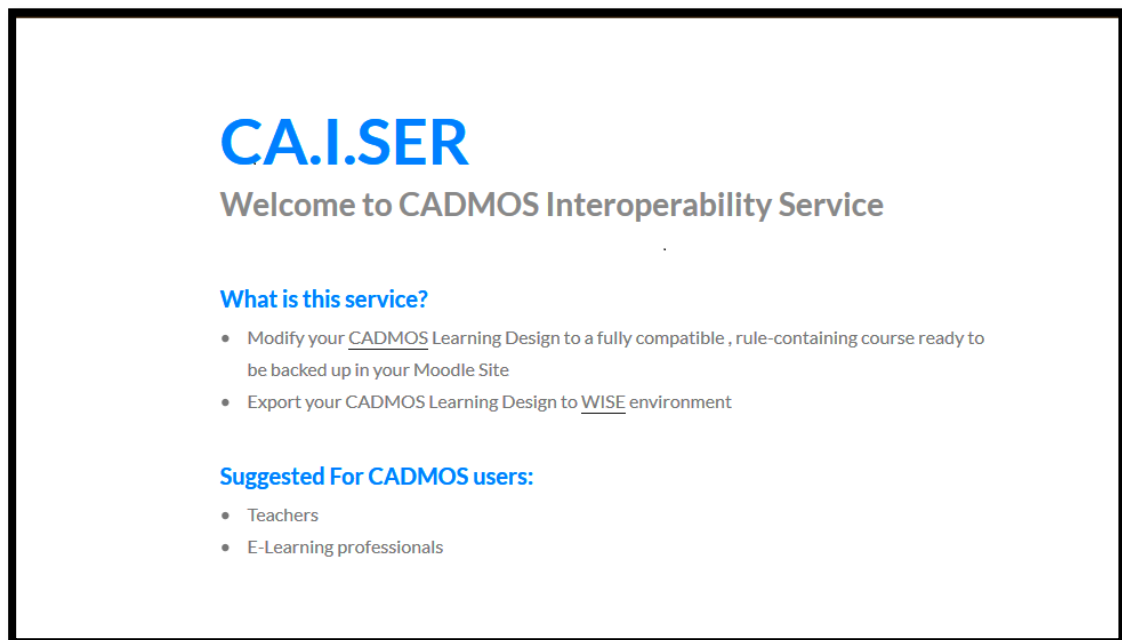 CA.I.SER
Welcome to CADMOS Interoperability Service
What is this service?
● Modify your CADMOS Learning Design to a fully compatible , rule-containing course ready to
be backed up in your Moodle Site
● Export your CADMOS Learning Design to WISE environment
Suggested For CADMOS users:
● Teachers
● E-Learning professionals